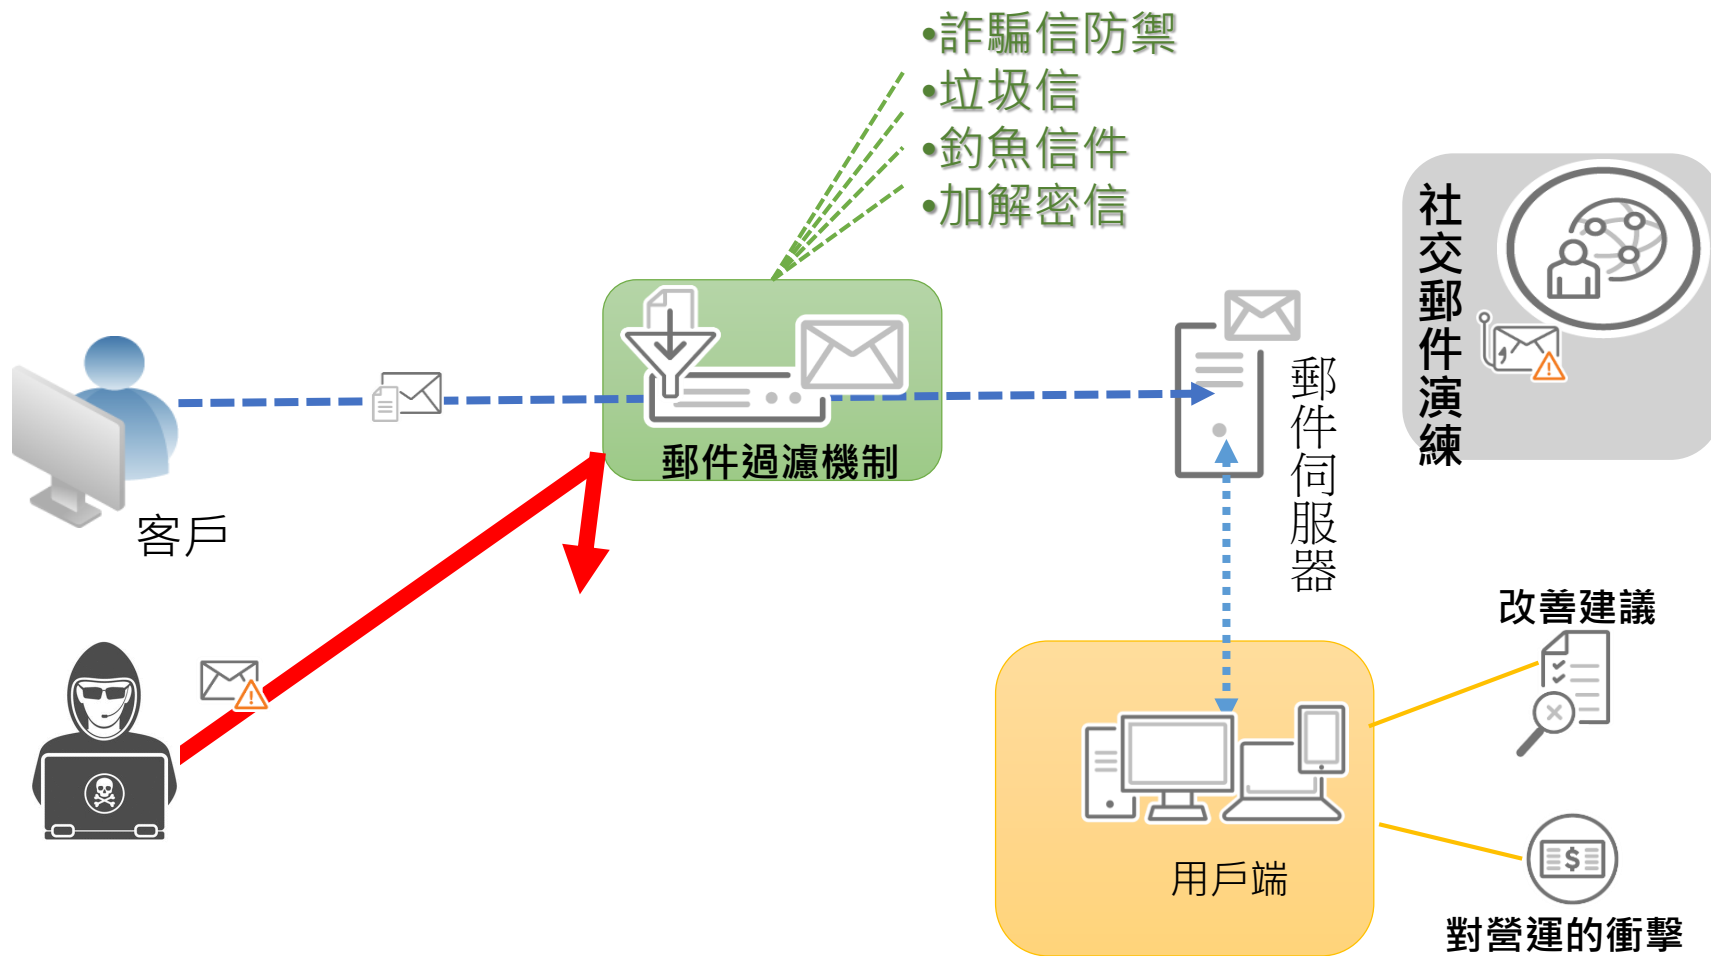 •詐騙信防禦
•垃圾信
•釣魚信件
•加解密信
社交郵件演練
郵件過濾機制
郵件伺服器
客戶
改善建議
$
用戶端
對營運的衝擊